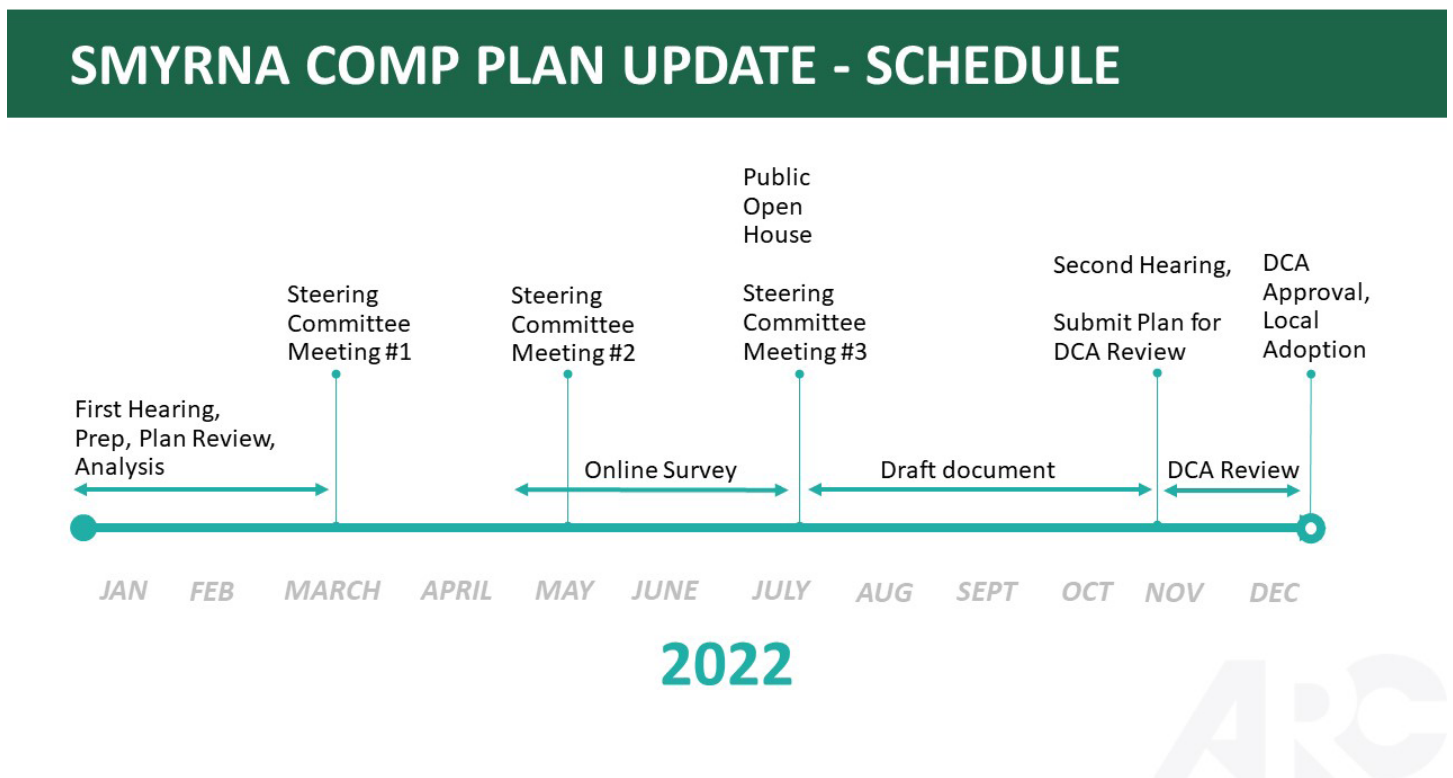 SMYRNA COMP PLAN UPDATE - SCHEDULE
First Hearing,
Prep, Plan Review,
Analysis
Steering
Committee
Meeting #1
Steering
Committee
Meeting #2
Online Survey
Public
Open
House
Steering
Committee
Meeting #3
Draft document
Second Hearing,
Submit Plan for
DCA Review
DCA Review
DCA
Approval,
Local
Adoption
JAN FEB MARCH APRIL MAY JUNE JULY AUG SEPT OCT NOV DEC
2022
ARC